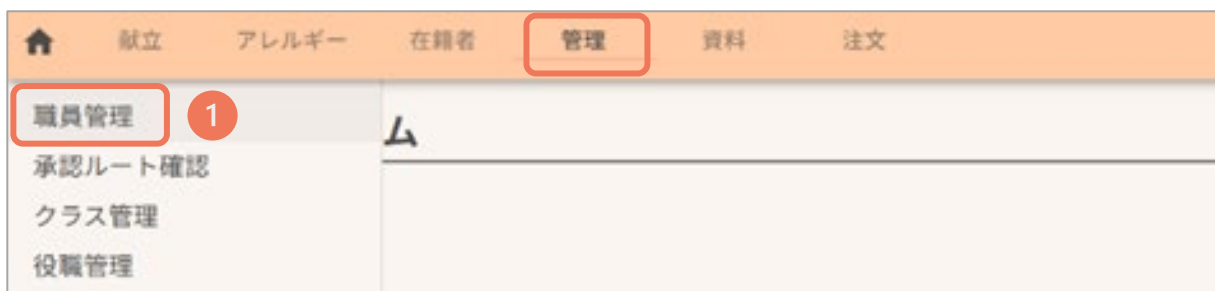 献立 アレルギー 在籍者 管理 資料 注文
職員管理 1
ム
承認ルート確認
クラス管理
役職管理